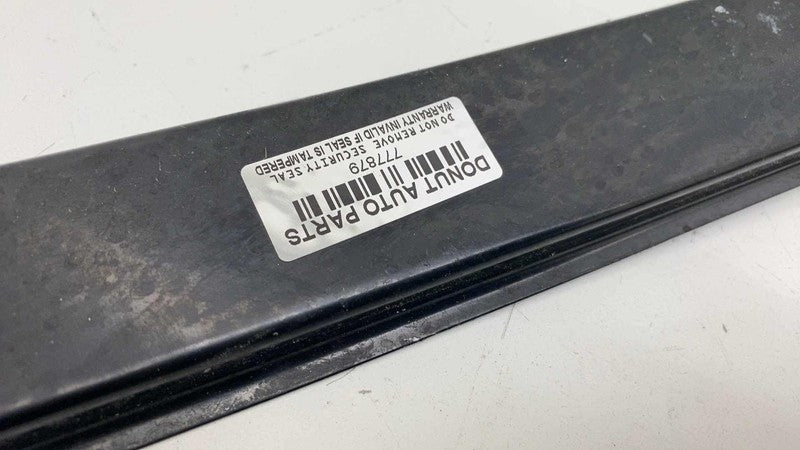 DONUT AUTO PARTS
777879
DO NOT REMOVE SECURITY SEAL
WARRANTY INVALID IF SEAL IS TAMPERED